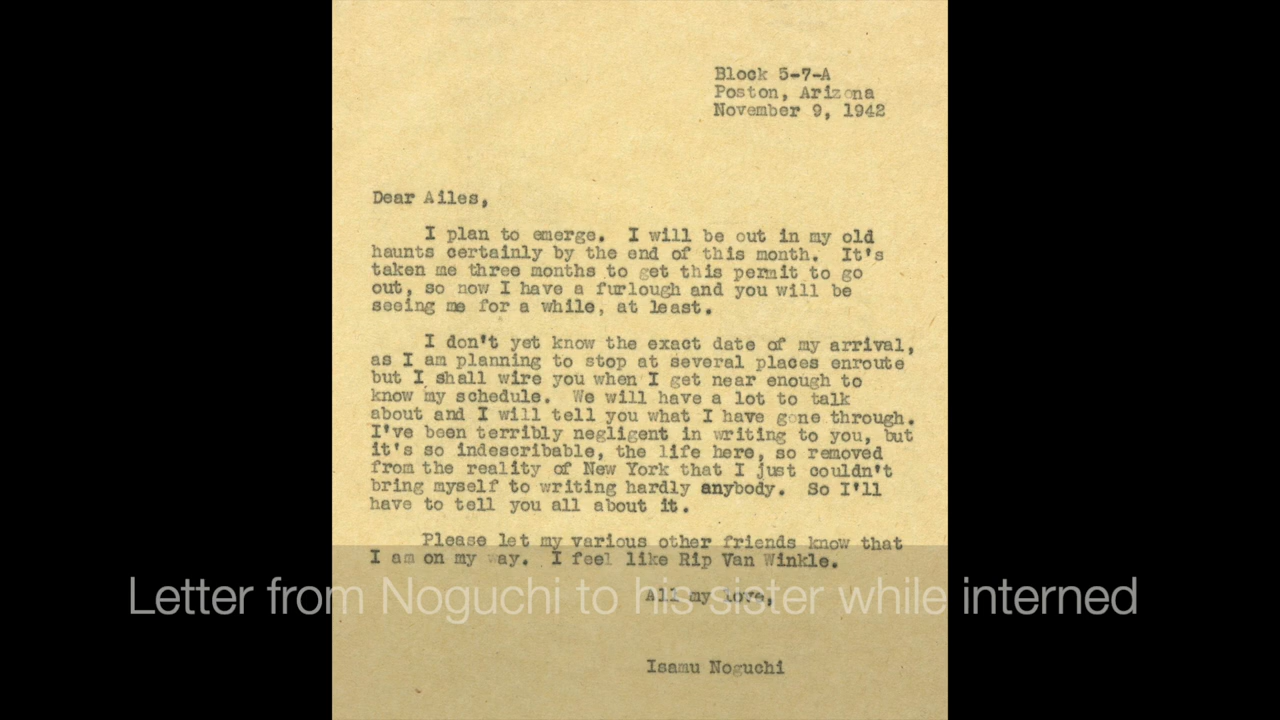 Block 5-7-A
Poston, Arizona
November 9, 1942
Dear Ailes,
I plan to emerge. I will be out in my old
haunts certainly by the end of this month. It's
taken me three months to get this permit to go
out, so now I have a furlough and you will be
seeing me for a while, at least.
I don't yet know the exact date of my arrival,
as I am planning to stop at several places enroute
but I shall wire you when I get near enough to
know my schedule. We will have a lot to talk
about and I will tell you what I have gone through.
I've been terribly negligent in writing to you, but
it's so indescribable, the life here, so removed
from the reality of New York that I just couldn't
bring myself to writing hardly anybody. So I'll
have to tell you all about it.
Please let my various other friends know that
I am on my way. I feel like Rip Van Winkle.
All my love,
Letter from Noguchi to his sister while interned
Isamu Noguchi